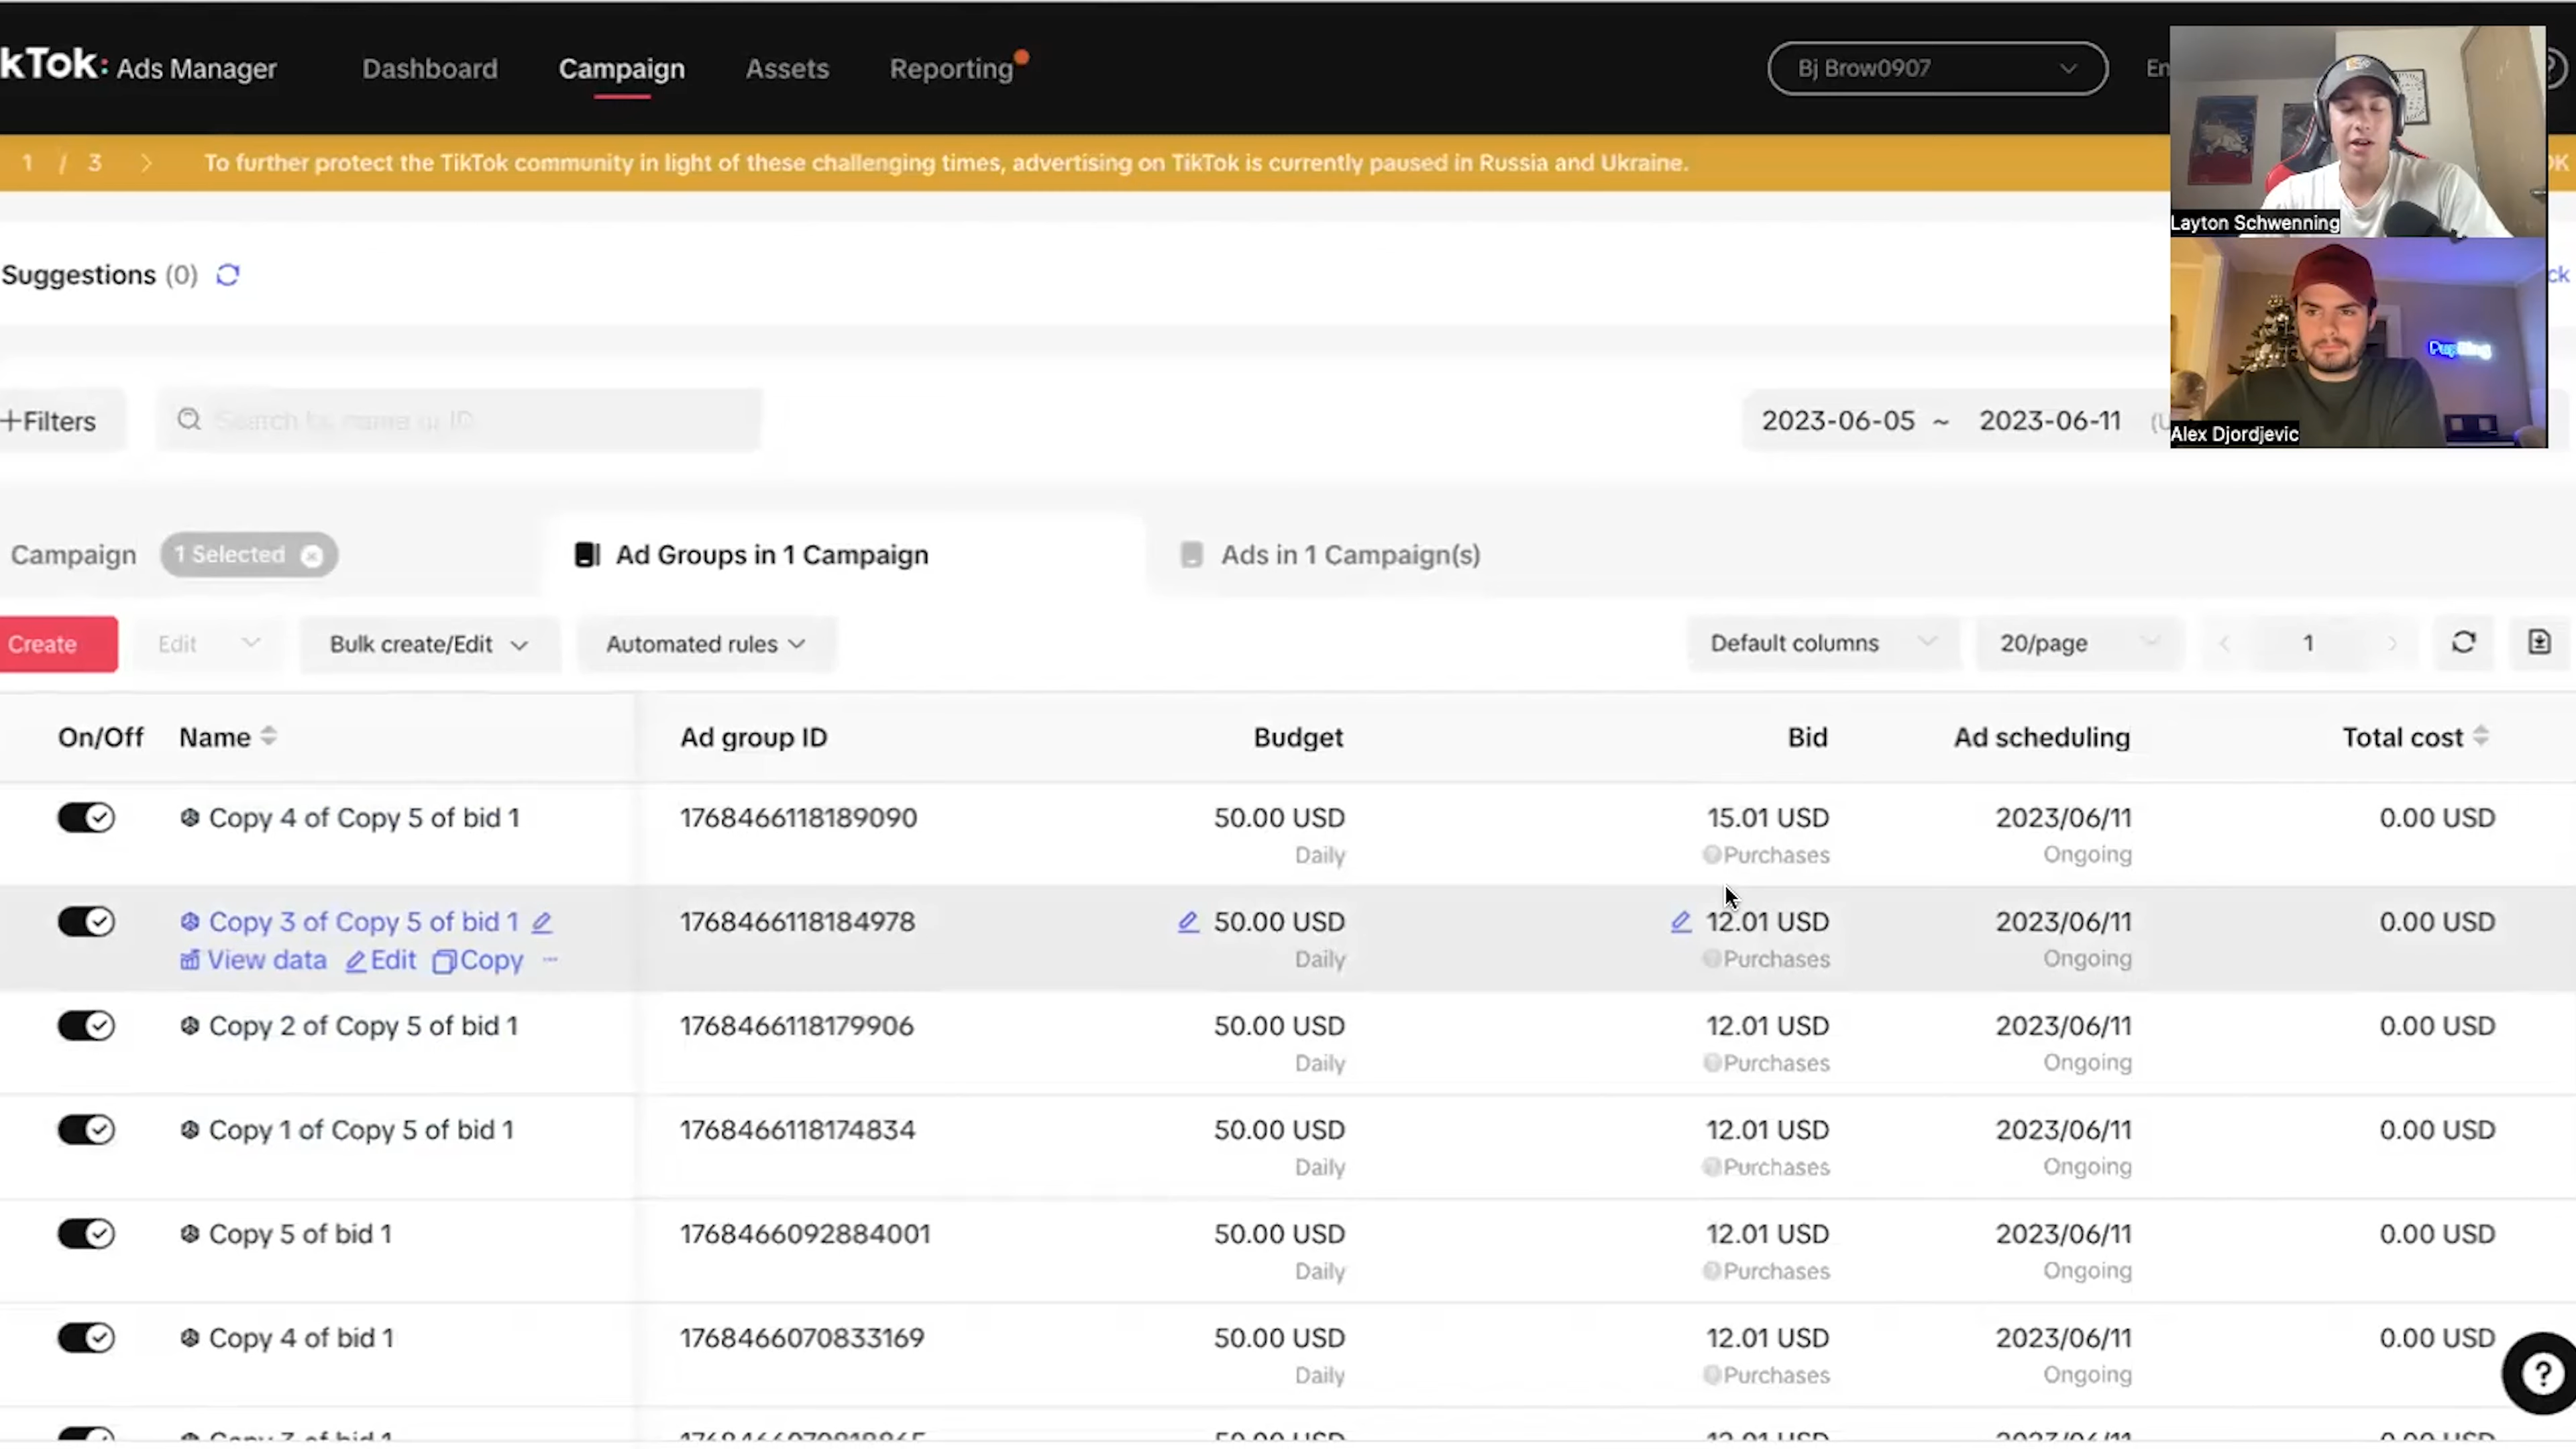 kTok: Ads Manager Dashboard Campaign Assets Reporting Bj Brow0907 En
1 / 3 To further protect the TikTok community in light of these challenging times, advertising on TikTok is currently paused in Russia and Ukraine. OK
Layton Schwenning
Suggestions (0) ck
+Filters Search by name or ID 2023-06-05 ~ 2023-06-11 (U
Alex Djordjevic
Campaign 1 Selected Ad Groups in 1 Campaign Ads in 1 Campaign(s)
Create Edit Bulk create/Edit Automated rules Default columns 20/page 1
On/Off Name Ad group ID Budget Bid Ad scheduling Total cost
Copy 4 of Copy 5 of bid 1 1768466118189090 50.00 USD 15.01 USD 2023/06/11 0.00 USD
Daily Purchases Ongoing
Copy 3 of Copy 5 of bid 1 1768466118184978 50.00 USD 12.01 USD 2023/06/11 0.00 USD
View data Edit Copy ... Daily Purchases Ongoing
Copy 2 of Copy 5 of bid 1 1768466118179906 50.00 USD 12.01 USD 2023/06/11 0.00 USD
Daily Purchases Ongoing
Copy 1 of Copy 5 of bid 1 1768466118174834 50.00 USD 12.01 USD 2023/06/11 0.00 USD
Daily Purchases Ongoing
Copy 5 of bid 1 1768466092884001 50.00 USD 12.01 USD 2023/06/11 0.00 USD
Daily Purchases Ongoing
Copy 4 of bid 1 1768466070833169 50.00 USD 12.01 USD 2023/06/11 0.00 USD
Daily Purchases Ongoing
?